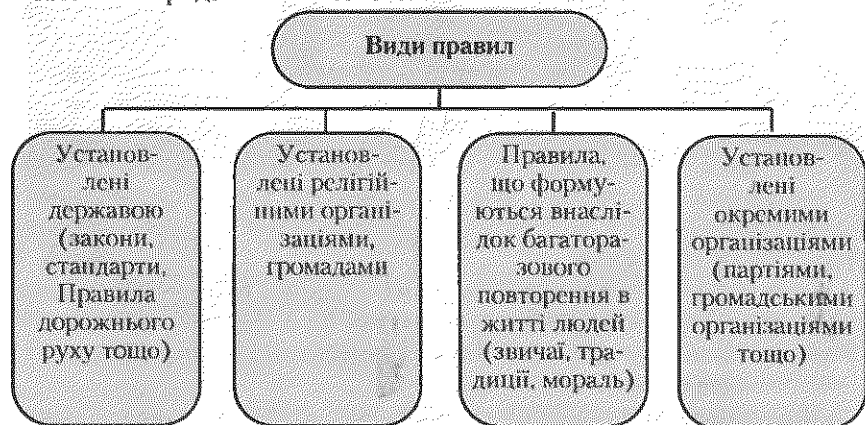 Види правил
Установ-
лені
державою
(закони,
стандарти,
Правила
дорожнього
руху тощо)
Установ-
лені релігій-
ними органі-
заціями,
громадами
Правила,
що форму-
ються внаслі-
док багатора-
зового
повторення в
житті людей
(звичаї, тра-
диції, мораль)
Установ-
лені
окремими
організаціями
(партіями,
громадськими
організаціями
тощо)